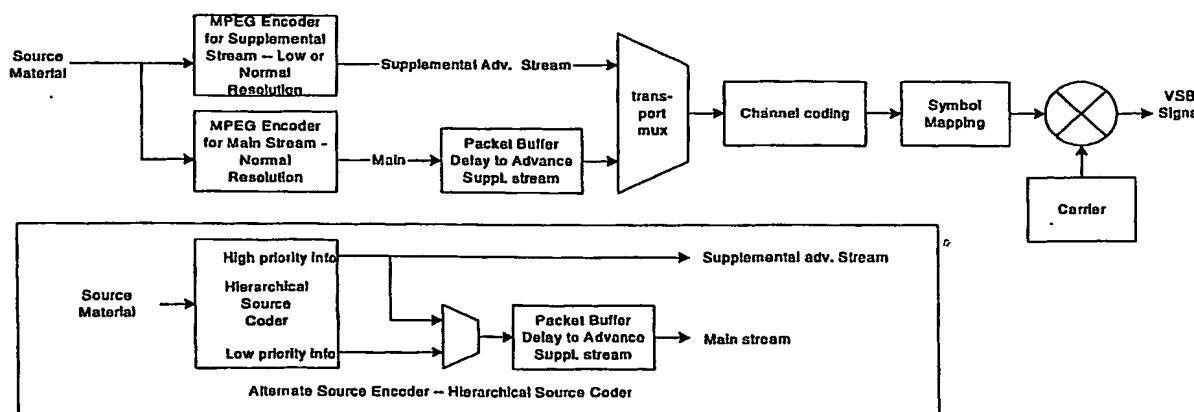 Source
Material
MPEG Encoder
for Supplemental
Stream -- Low or
Normal
Resolution
Supplemental Adv. Stream
MPEG Encoder
for Main Stream -
Normal
Resolution
Main
Packet Buffer
Delay to Advance
Suppl. stream
trans-
port
mux
Channel coding
Symbol
Mapping
VSB
Signal
Carrier
Source
Material
High priority info
Hierarchical
Source
Coder
Low priority info
Supplemental adv. Stream
Packet Buffer
Delay to Advance
Suppl. stream
Main stream
Alternate Source Encoder -- Hierarchical Source Coder